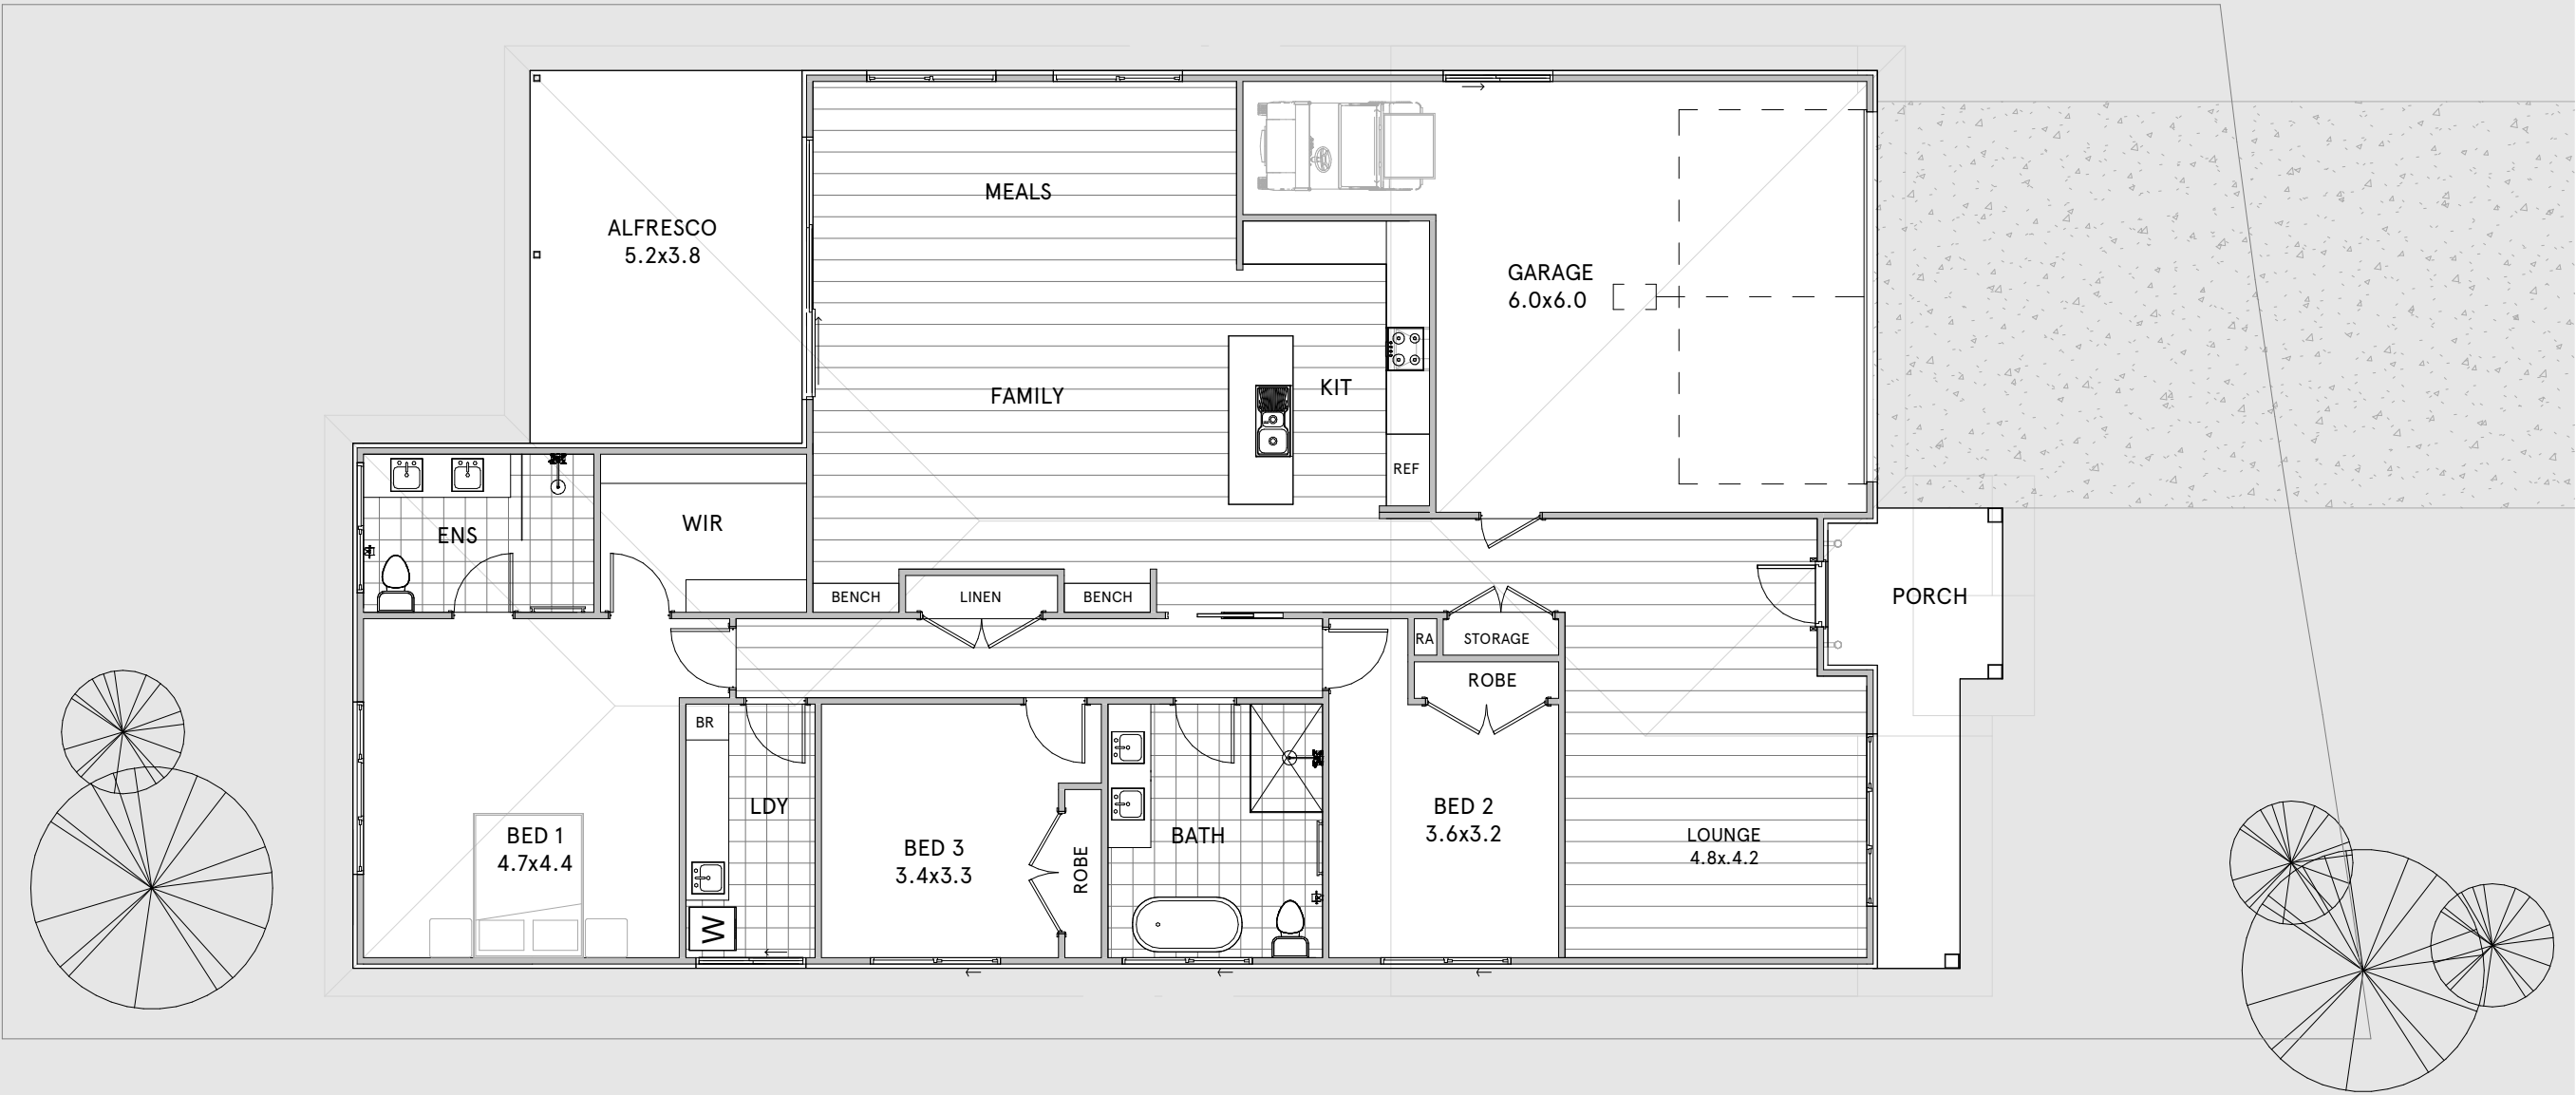 MEALS
ALFRESCO
5.2x3.8
GARAGE
6.0x6.0
FAMILY
KIT
REF
WIR
ENS
BENCH
LINEN
BENCH
PORCH
RA
STORAGE
ROBE
BR
LDY
BED 1
4.7x4.4
BED 3
3.4x3.3
ROBE
BATH
BED 2
3.6x3.2
LOUNGE
4.8x4.2
W